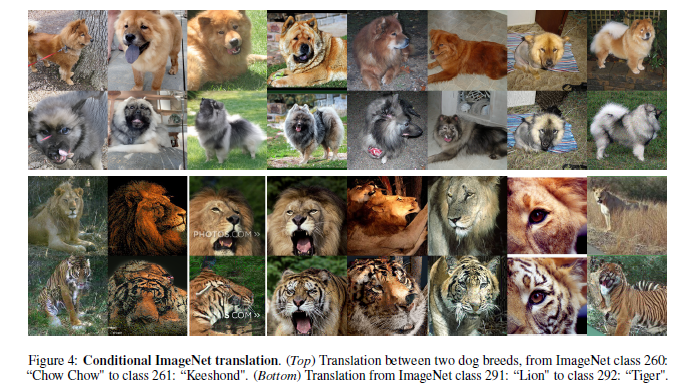 PHOTOS.COM»
S.COM»
Figure 4: Conditional ImageNet translation. (Top) Translation between two dog breeds, from ImageNet class 260:
"Chow Chow" to class 261: "Keeshond". (Bottom) Translation from ImageNet class 291: "Lion" to class 292: "Tiger".